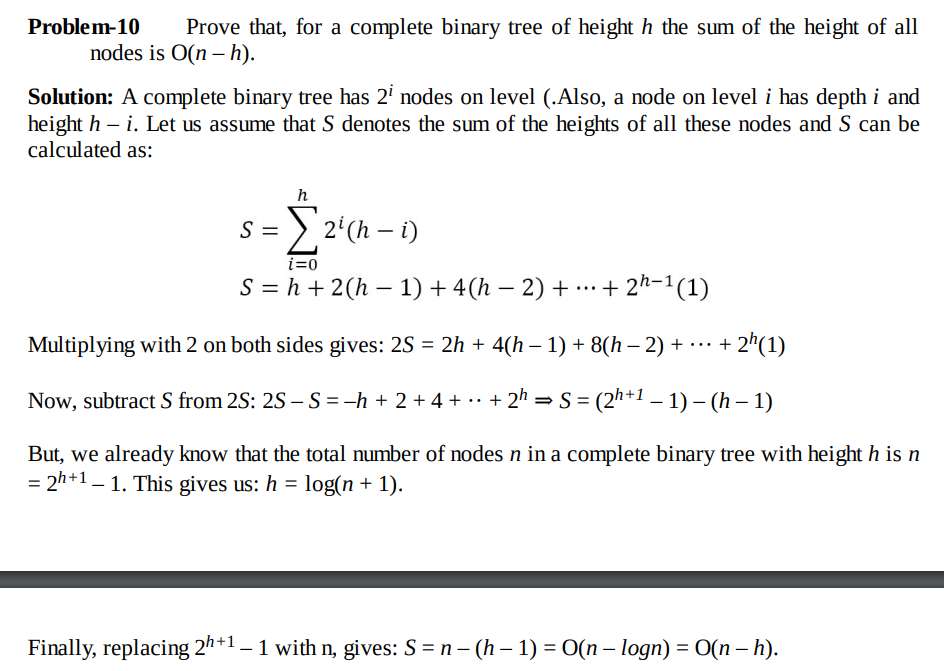 Problem-10 Prove that, for a complete binary tree of height h the sum of the height of all
nodes is O(n – h).
Solution: A complete binary tree has 2^i nodes on level (.Also, a node on level i has depth i and
height h – i. Let us assume that S denotes the sum of the heights of all these nodes and S can be
calculated as:
S = ∑_{i=0}^{h} 2^i(h − i)
S = h + 2(h − 1) + 4(h − 2) + ⋯ + 2^{h−1}(1)
Multiplying with 2 on both sides gives: 2S = 2h + 4(h – 1) + 8(h – 2) + ··· + 2^h(1)
Now, subtract S from 2S: 2S – S = –h + 2 + 4 + ·· + 2^h ⇒ S = (2^{h+1} – 1) – (h – 1)
But, we already know that the total number of nodes n in a complete binary tree with height h is n
= 2^{h+1} – 1. This gives us: h = log(n + 1).
Finally, replacing 2^{h+1} – 1 with n, gives: S = n – (h – 1) = O(n – logn) = O(n – h).